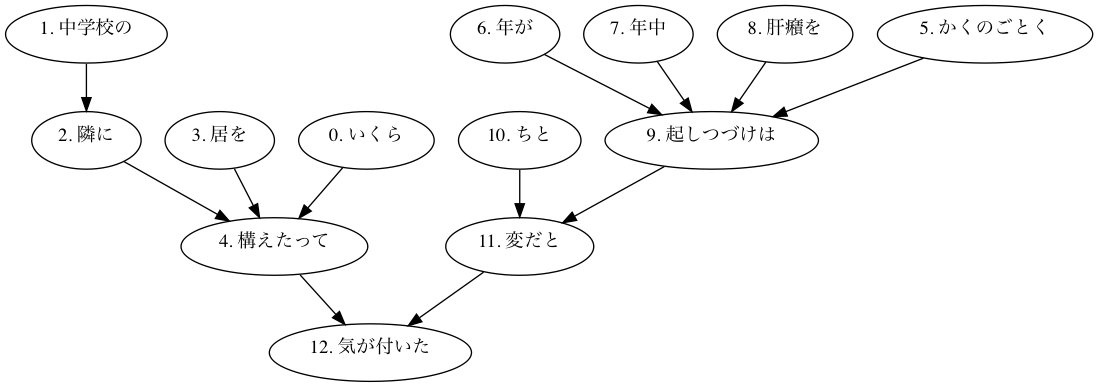 1. 中学校の
6. 年が
7. 年中
8. 肝癪を
5. かくのごとく
2. 隣に
3. 居を
0. いくら
10. ちと
9. 起しつづけは
4. 構えたって
11. 変だと
12. 気が付いた